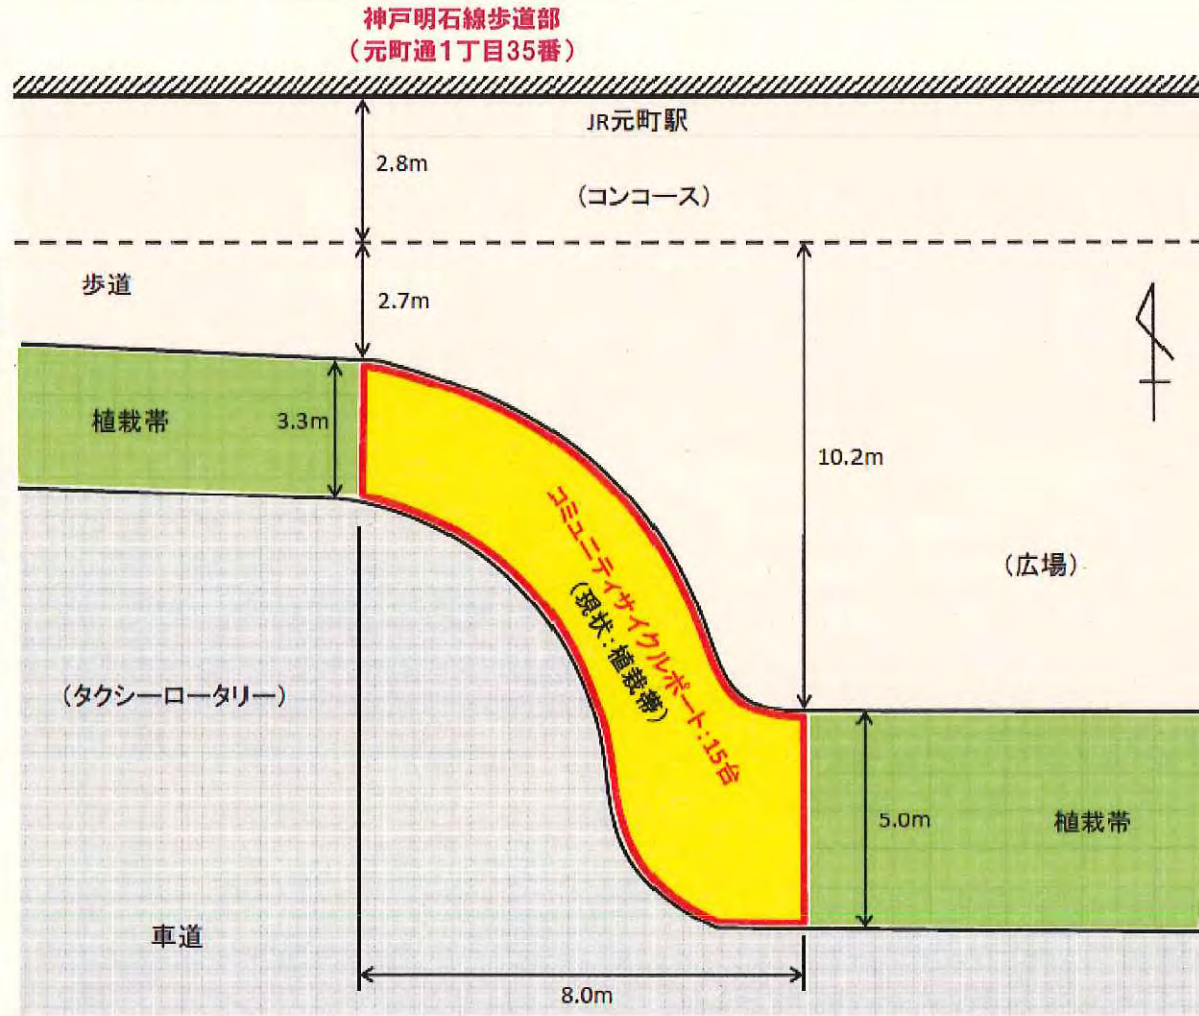 神戸明石線歩道部
（元町通1丁目35番）
JR元町駅
2.8m
（コンコース）
歩道
2.7m
植栽帯
3.3m
10.2m
コミュニティサイクルポート：15台
（現状：植栽帯）
（広場）
（タクシーロータリー）
5.0m
植栽帯
車道
8.0m